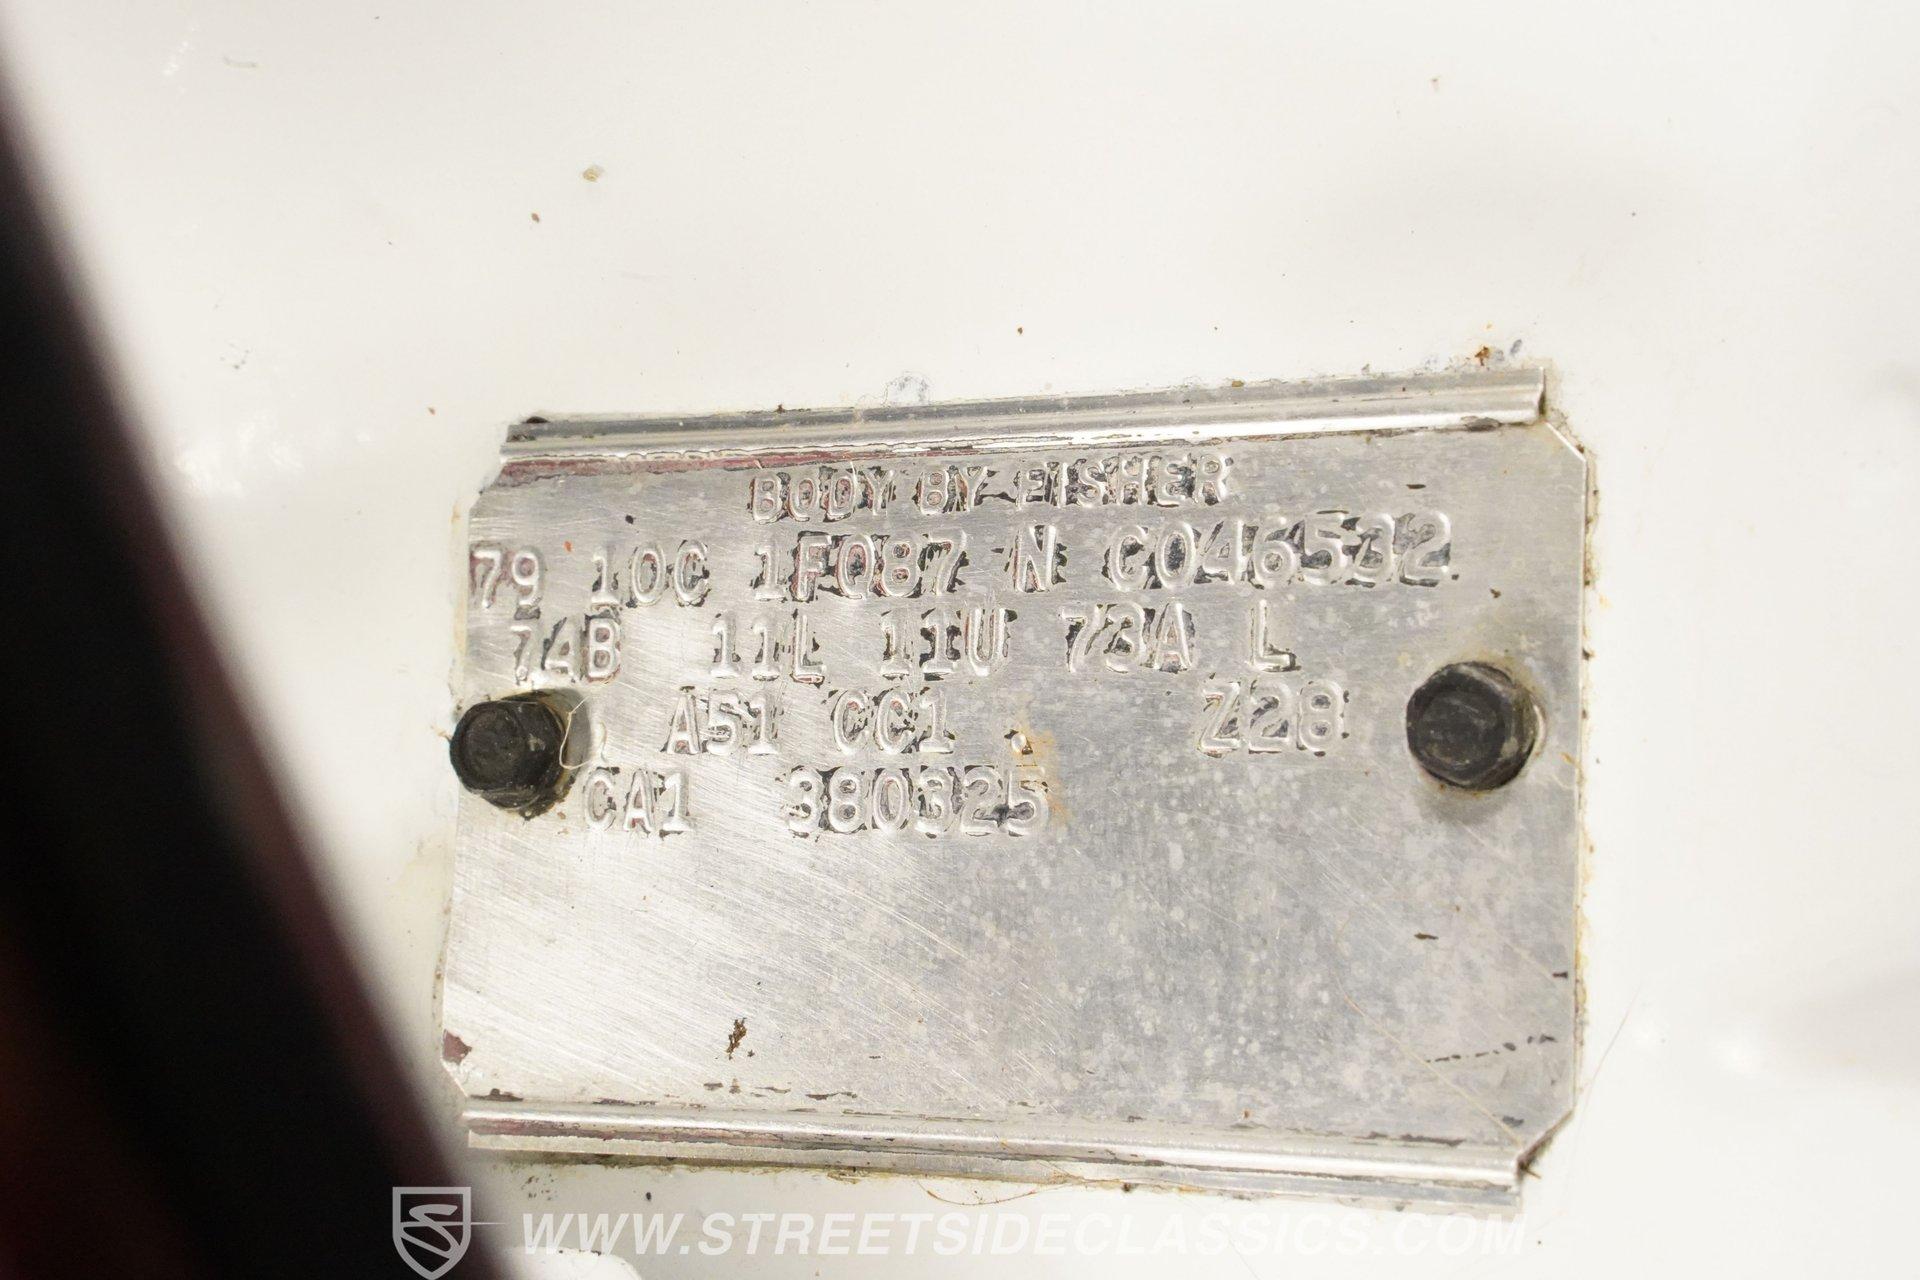 BODY BY FISHER
79 10C 1FQ87 N C046532
74B 11L 11U 73A L
A51 CC1 Z28
CA1 380325
WWW.STREETSIDECLASSICS.COM